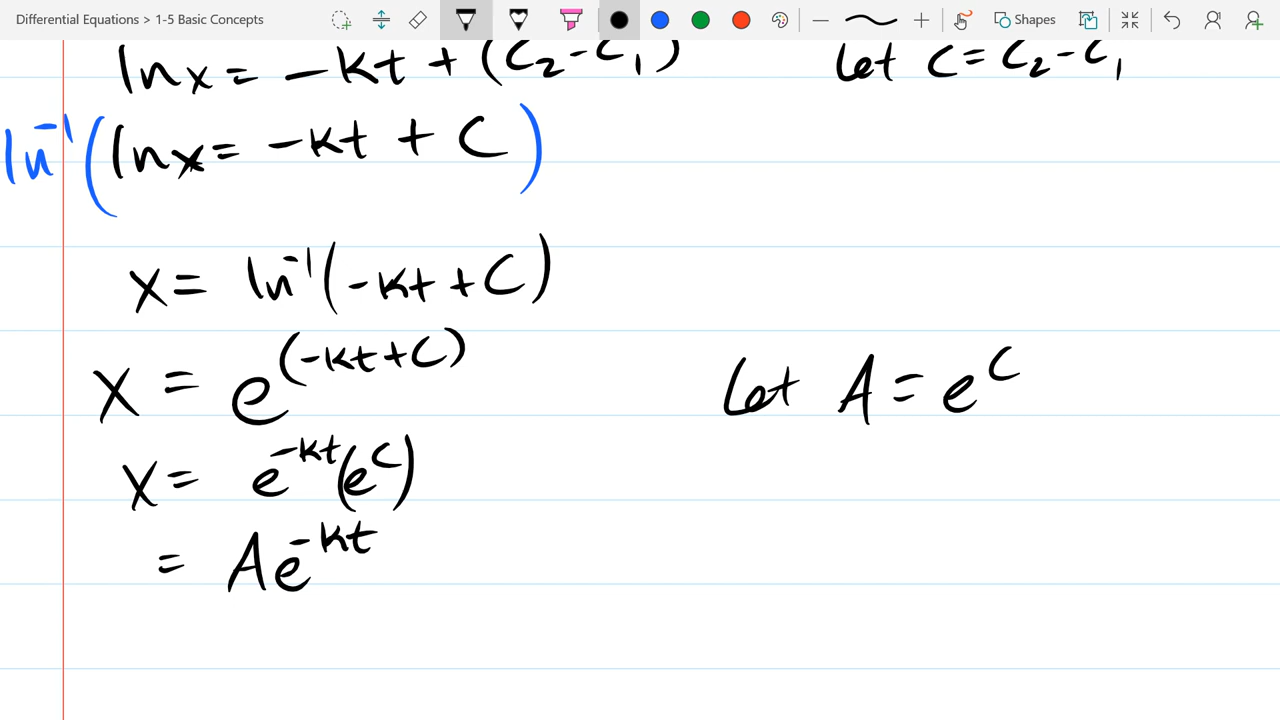 Differential Equations > 1-5 Basic Concepts
Shapes
ln x = -kt + (C₂-C₁) Let C = C₂-C₁
ln⁻¹(ln x = -kt + C)
x = ln⁻¹(-kt + C)
x = e^(-kt+C) Let A = e^C
x = e^-kt(e^C)
= Ae^-kt